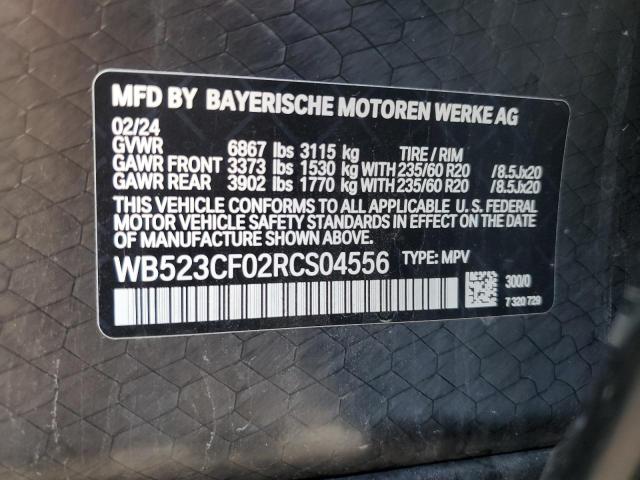 MFD BY BAYERISCHE MOTOREN WERKE AG
02/24
GVWR 6867 lbs 3115 kg TIRE / RIM
GAWR FRONT 3373 lbs 1530 kg WITH 235/60 R20 /8.5Jx20
GAWR REAR 3902 lbs 1770 kg WITH 235/60 R20 /8.5Jx20
THIS VEHICLE CONFORMS TO ALL APPLICABLE U. S. FEDERAL
MOTOR VEHICLE SAFETY STANDARDS IN EFFECT ON THE DATE
OF MANUFACTURE SHOWN ABOVE.
WB523CF02RCS04556 TYPE: MPV
300/0
7 320 729